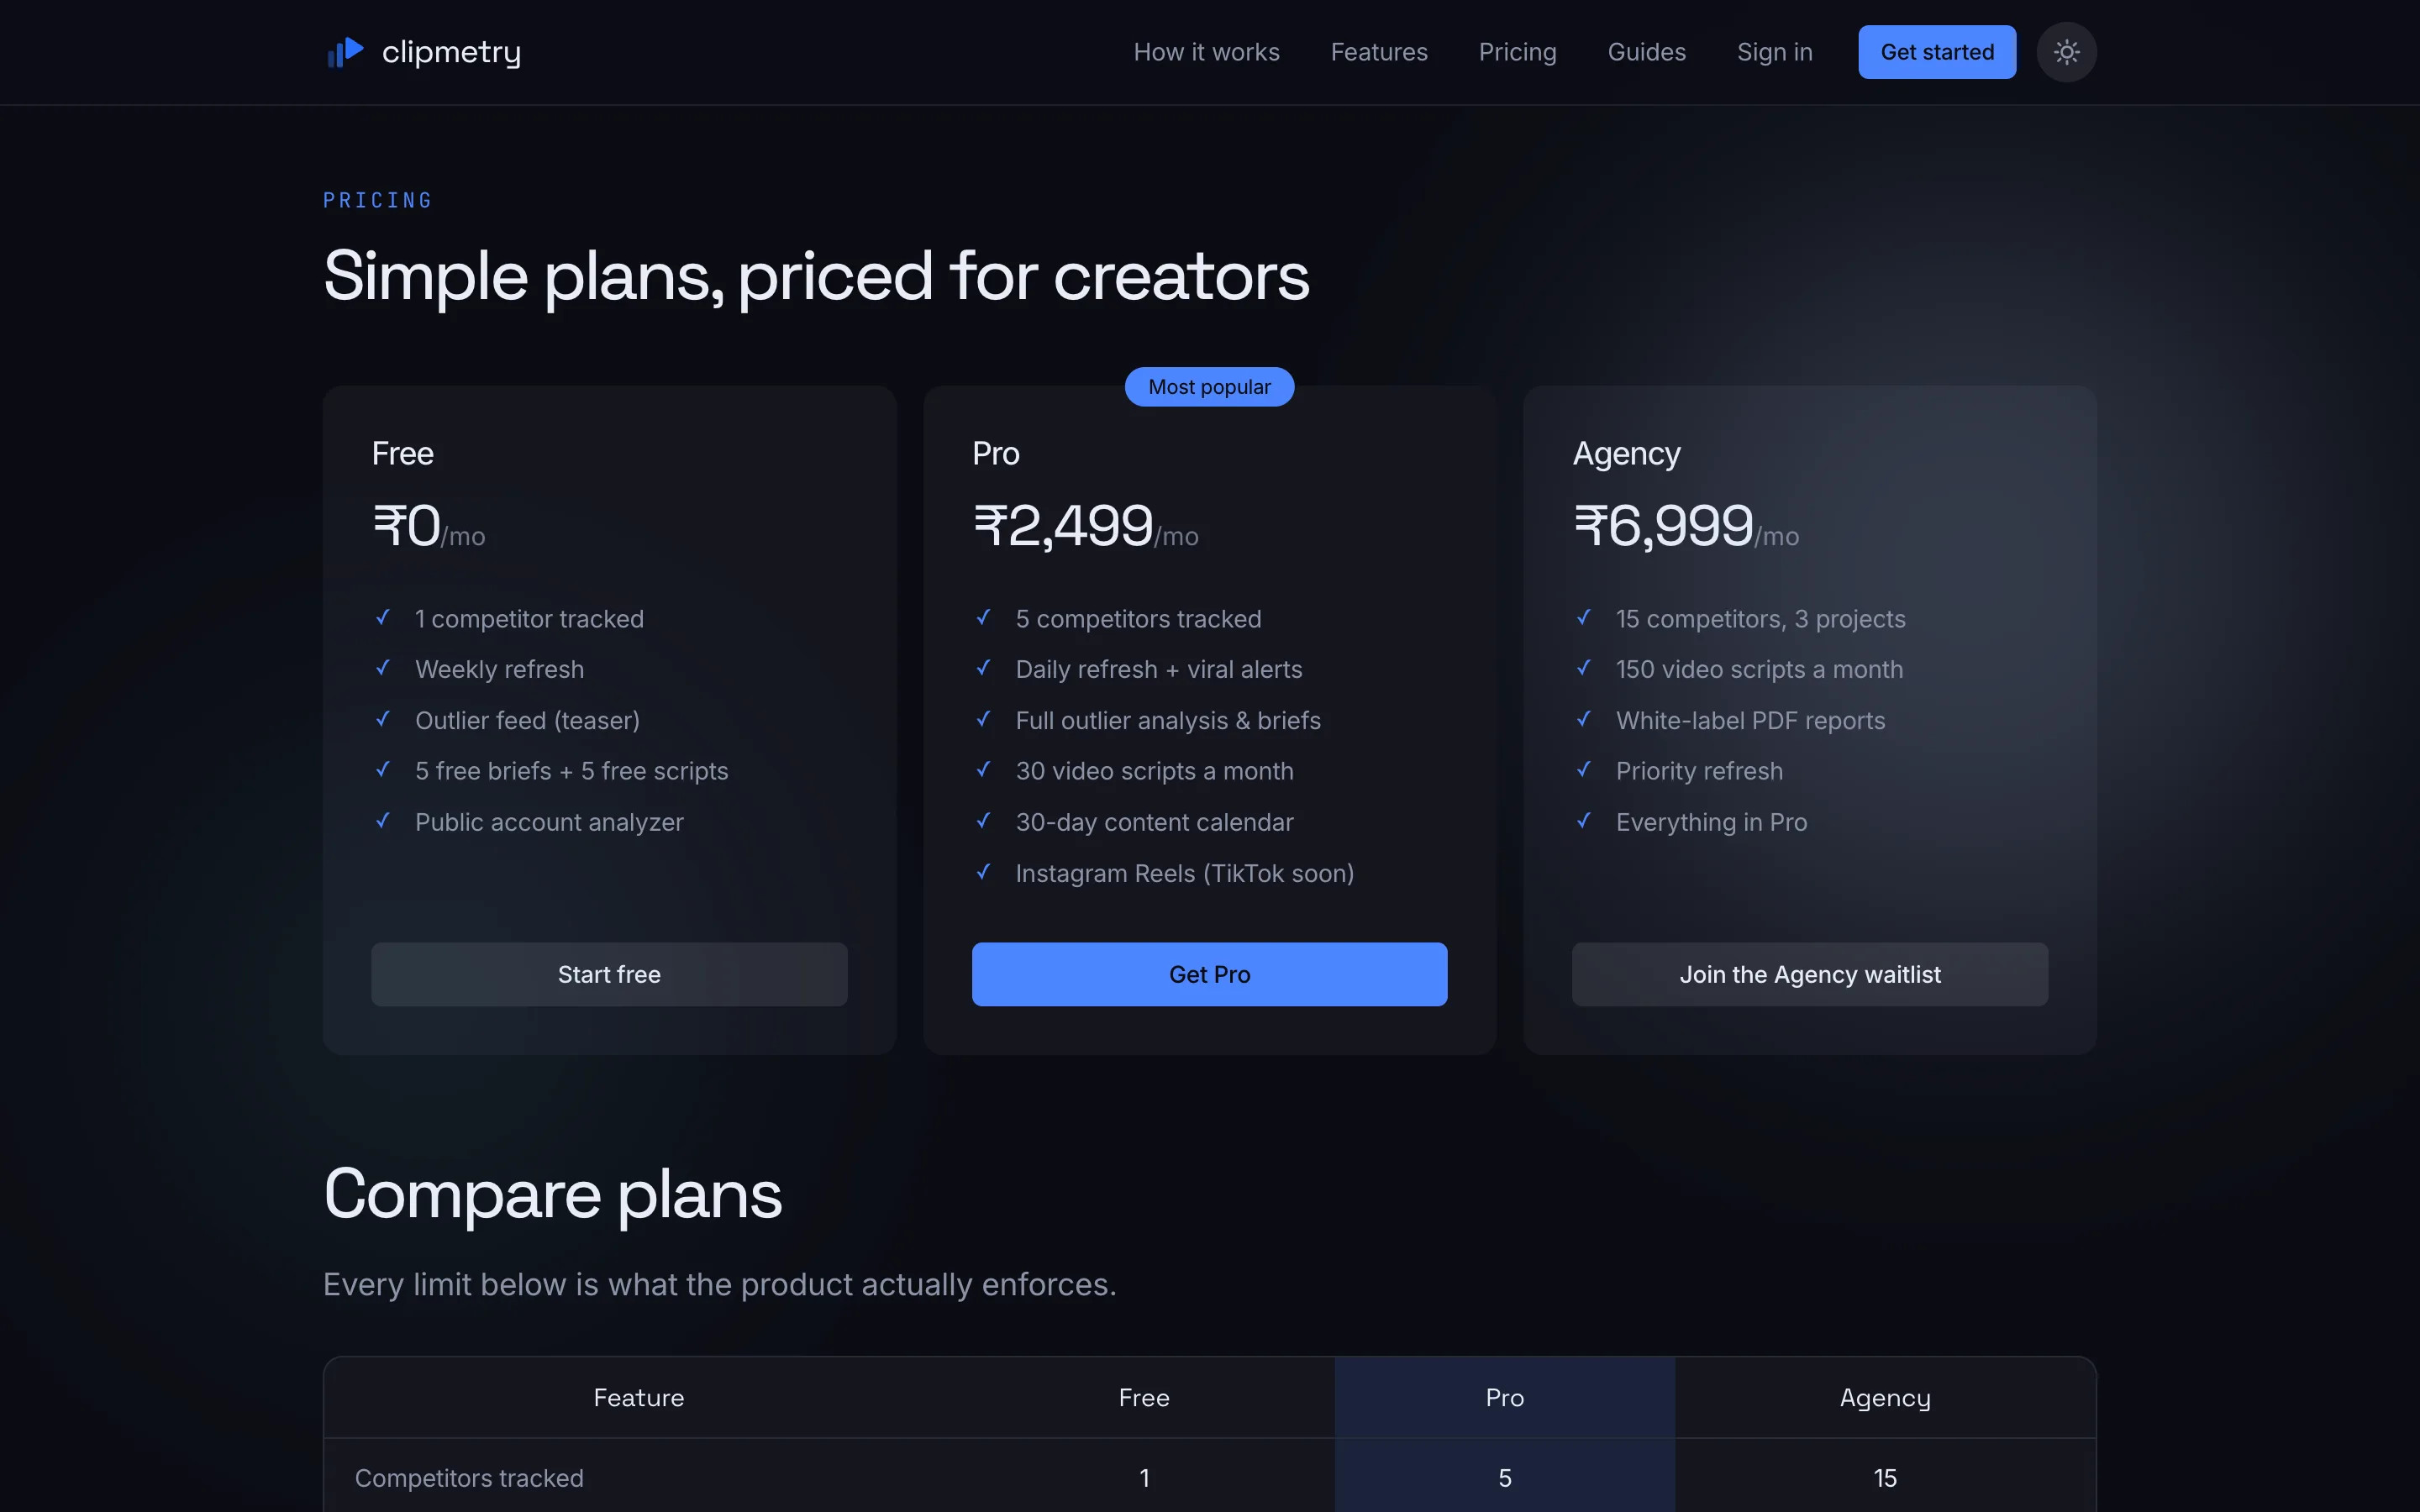 clipmetry
How it works
Features
Pricing
Guides
Sign in
Get started
PRICING
Simple plans, priced for creators
Free
₹0/mo
✓ 1 competitor tracked
✓ Weekly refresh
✓ Outlier feed (teaser)
✓ 5 free briefs + 5 free scripts
✓ Public account analyzer
Start free
Most popular
Pro
₹2,499/mo
✓ 5 competitors tracked
✓ Daily refresh + viral alerts
✓ Full outlier analysis & briefs
✓ 30 video scripts a month
✓ 30-day content calendar
✓ Instagram Reels (TikTok soon)
Get Pro
Agency
₹6,999/mo
✓ 15 competitors, 3 projects
✓ 150 video scripts a month
✓ White-label PDF reports
✓ Priority refresh
✓ Everything in Pro
Join the Agency waitlist
Compare plans
Every limit below is what the product actually enforces.
Feature Free Pro Agency
Competitors tracked 1 5 15